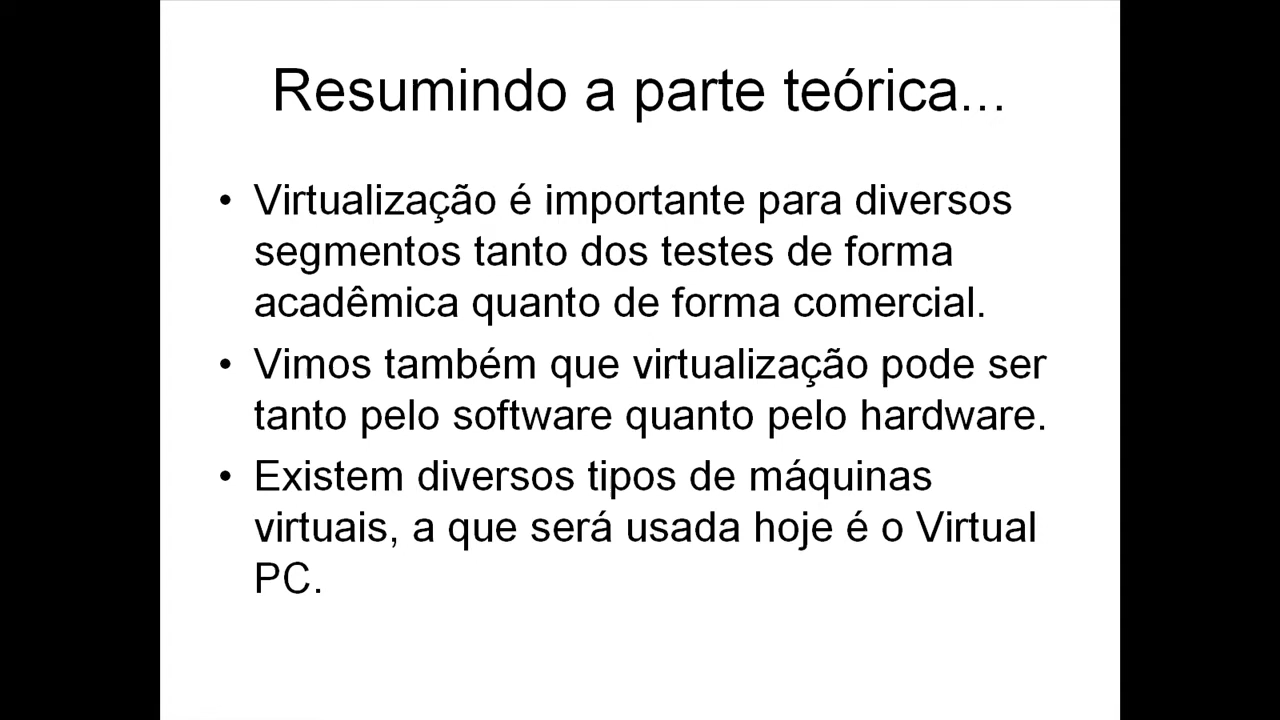 Resumindo a parte teórica...
• Virtualização é importante para diversos
segmentos tanto dos testes de forma
acadêmica quanto de forma comercial.
• Vimos também que virtualização pode ser
tanto pelo software quanto pelo hardware.
• Existem diversos tipos de máquinas
virtuais, a que será usada hoje é o Virtual
PC.